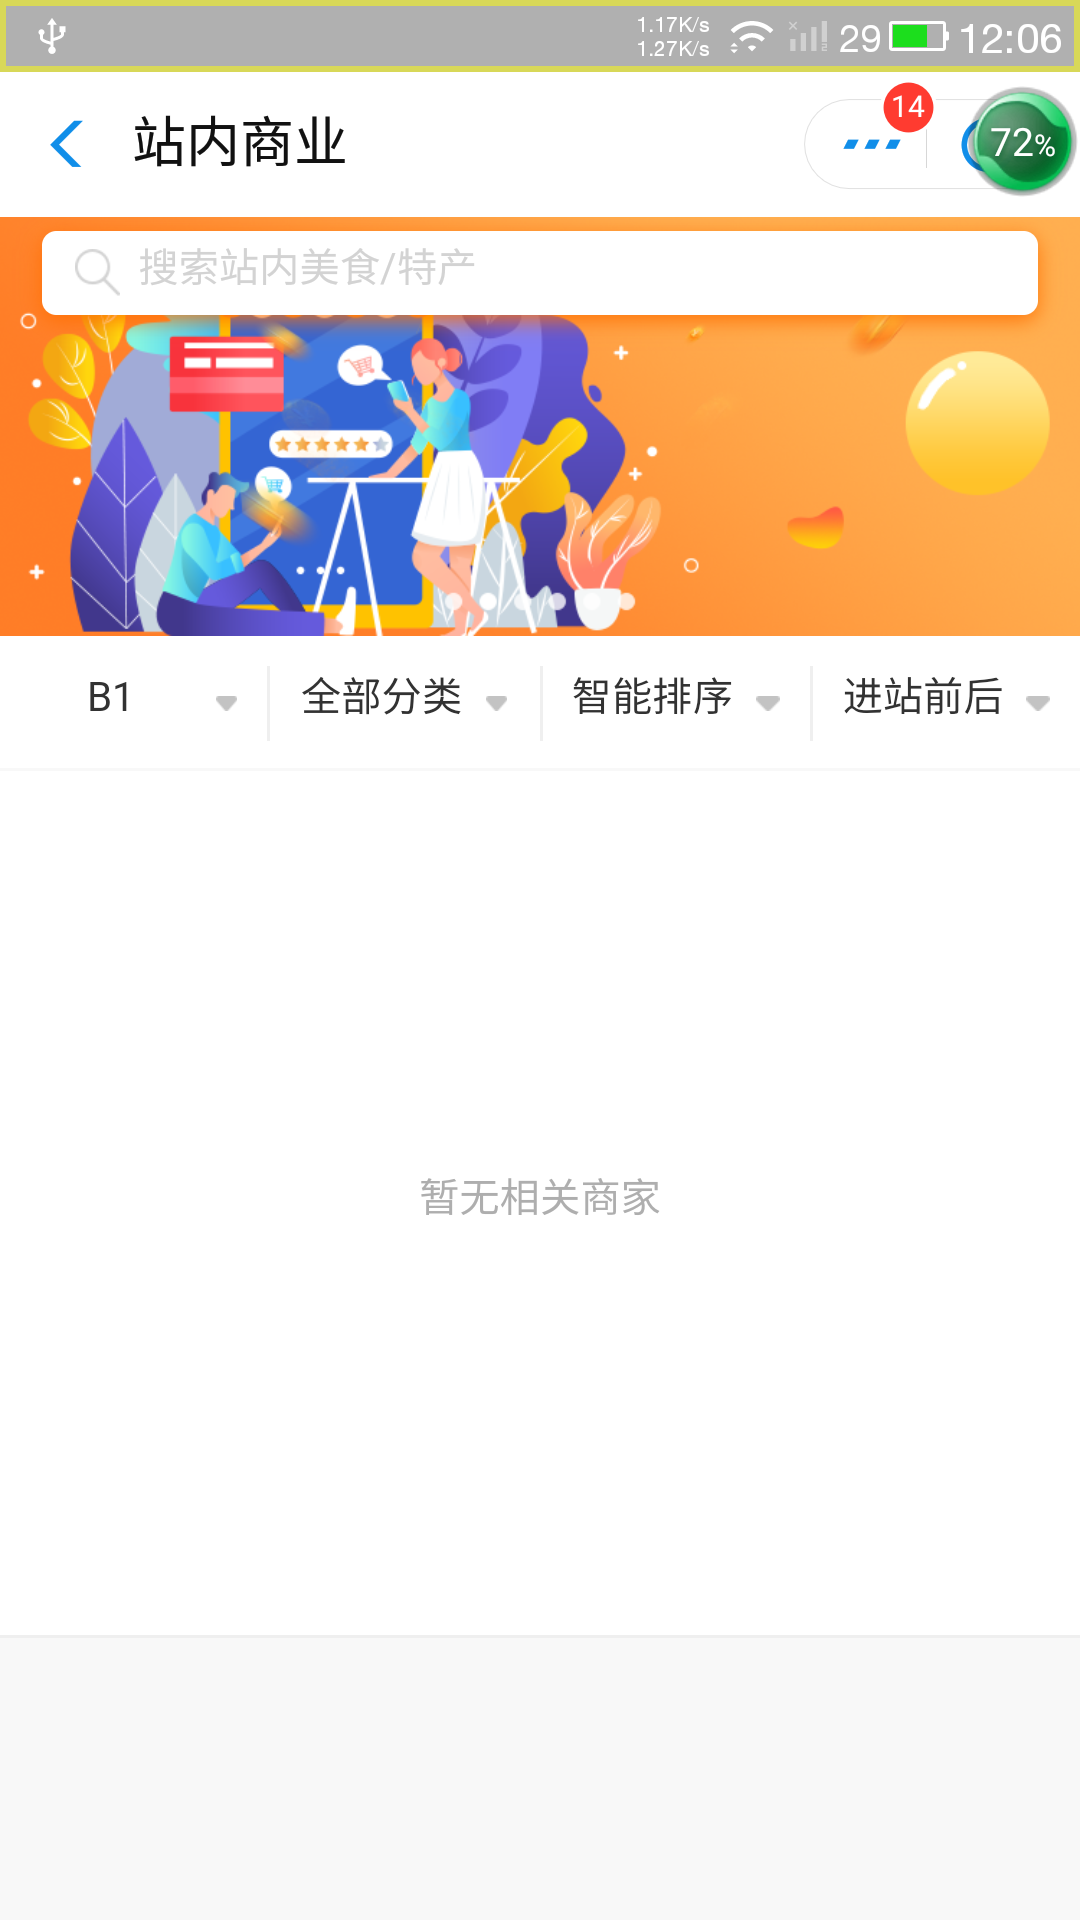 1.17K/s
1.27K/s
29
12:06
站内商业
14
72%
搜索站内美食/特产
B1
全部分类
智能排序
进站前后
暂无相关商家